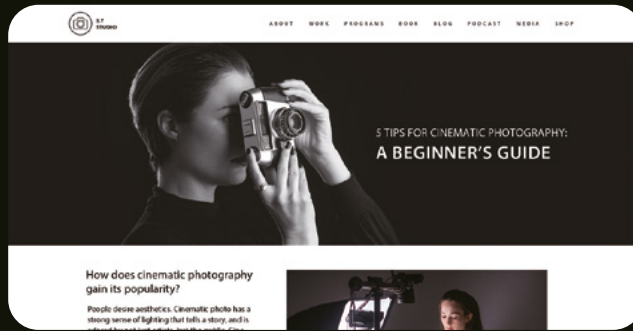 S.T
STUDIO
ABOUT WORK PROGRAMS BOOK BLOG PODCAST MEDIA SHOP
5 TIPS FOR CINEMATIC PHOTOGRAPHY:
A BEGINNER'S GUIDE
How does cinematic photography
gain its popularity?
People desire aesthetics. Cinematic photo has a
strong sense of lighting that tells a story, and is